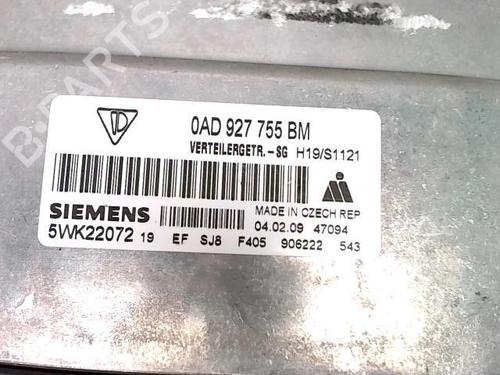 0AD 927 755 BM
VERTEILERGETR.-SG H19/S1121
SIEMENS
MADE IN CZECH REP
04.02.09 47094
5WK22072 19 EF SJ8 F405 906222 543
B-PARTS